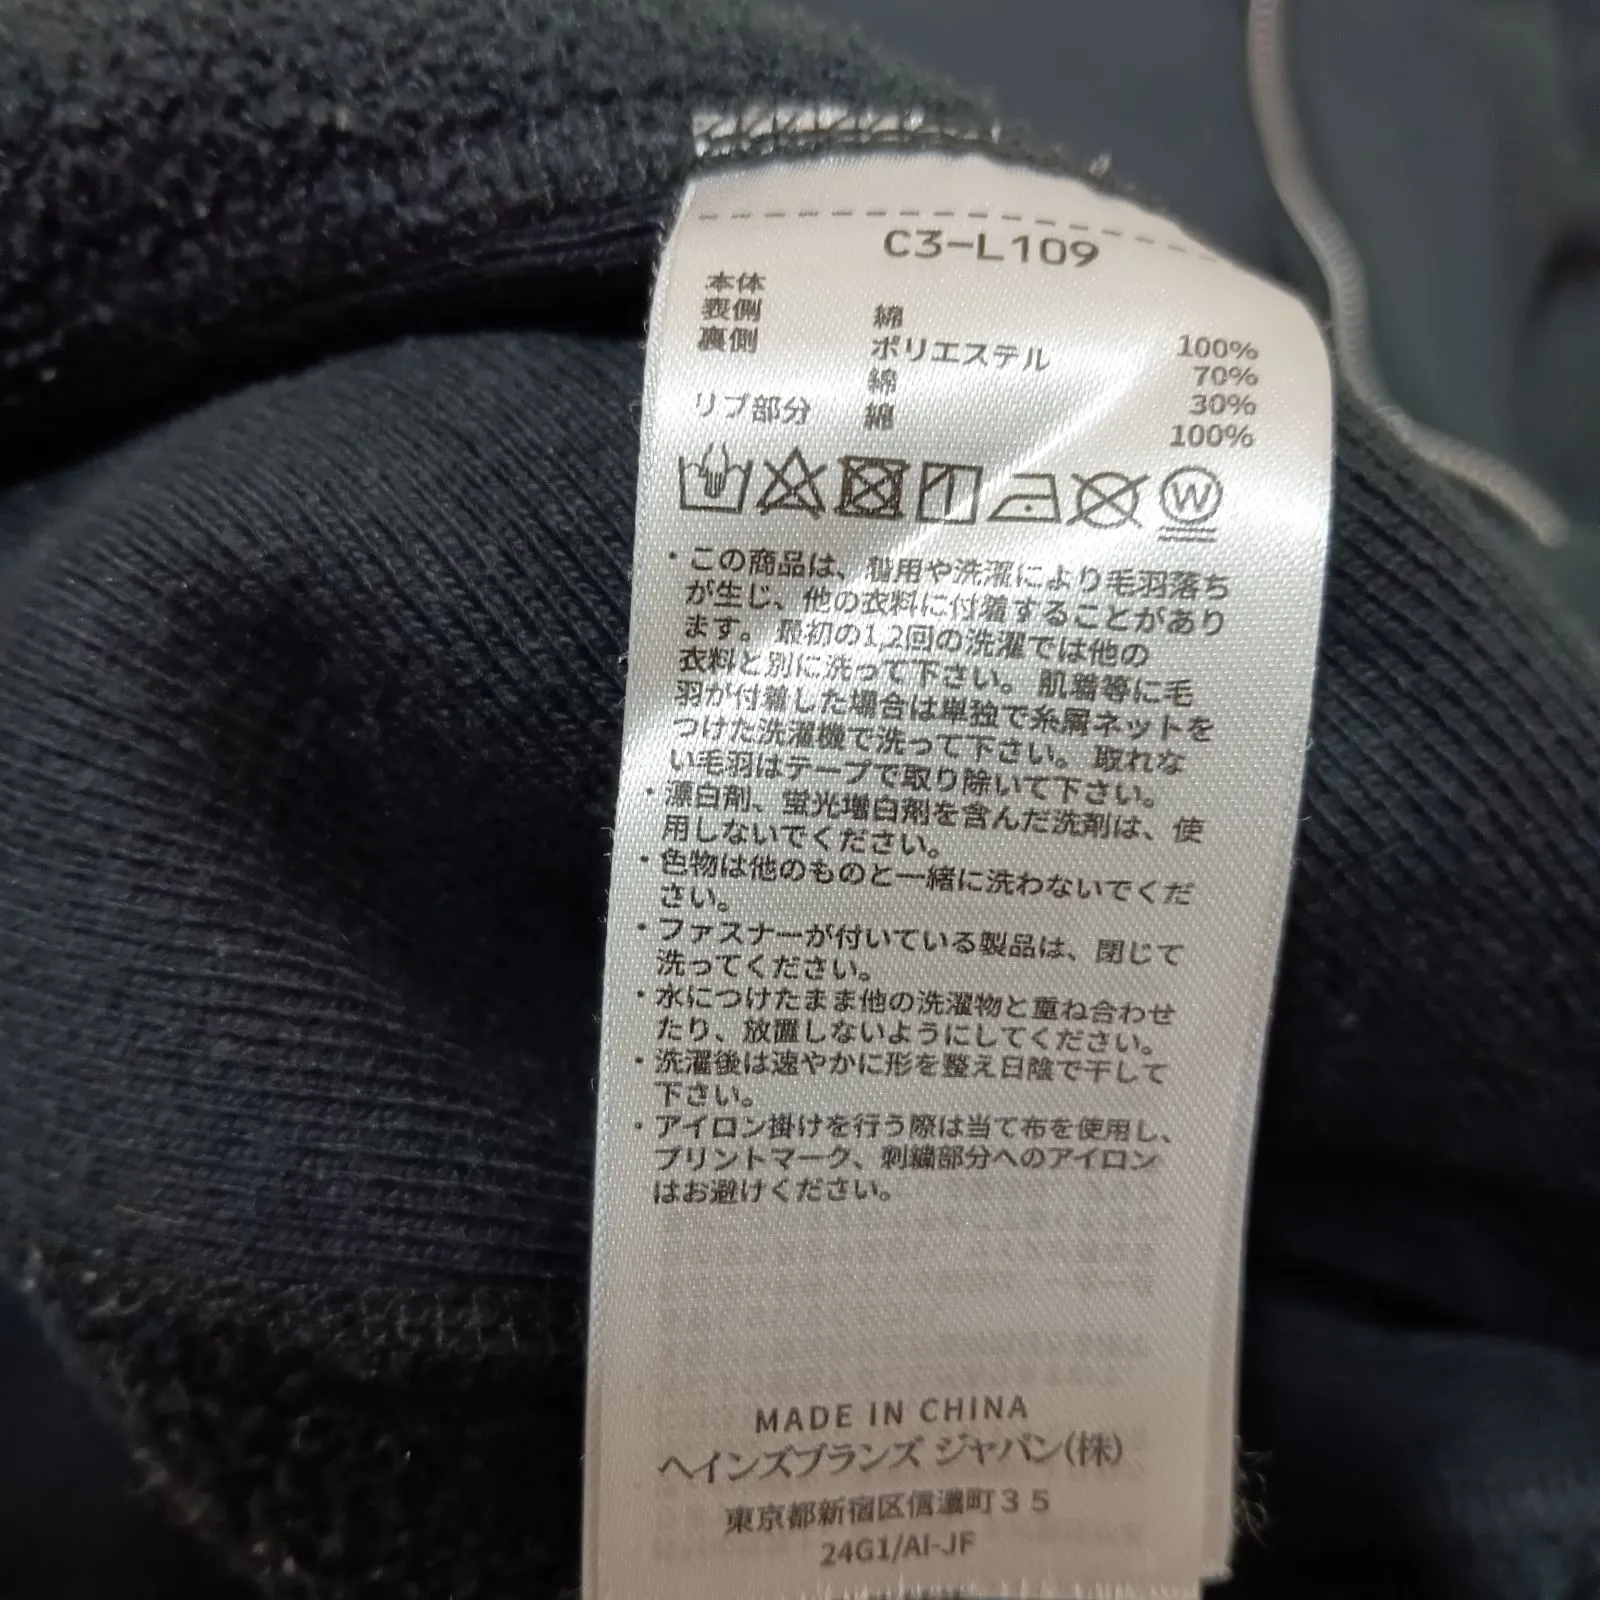 C3-L109
本体
表側 綿 100%
裏側 ポリエステル 70%
綿 30%
リブ部分 綿 100%
W
・この商品は、着用や洗濯により毛羽落ち
が生じ、他の衣料に付着することがあり
ます。最初の1,2回の洗濯では他の
衣料と別に洗って下さい。肌着等に毛
羽が付着した場合は単独で糸屑ネットを
つけた洗濯機で洗って下さい。取れな
い毛羽はテープで取り除いて下さい。
・漂白剤、蛍光増白剤を含んだ洗剤は、使
用しないでください。
・色物は他のものと一緒に洗わないでくだ
さい。
・ファスナーが付いている製品は、閉じて
洗ってください。
・水につけたまま他の洗濯物と重ね合わせ
たり、放置しないようにしてください。
・洗濯後は速やかに形を整え日陰で干して
下さい。
・アイロン掛けを行う際は当て布を使用し、
プリントマーク、刺繍部分へのアイロン
はお避けください。
MADE IN CHINA
ヘインズブランズ ジャパン(株)
東京都新宿区信濃町35
24G1/AI-JF